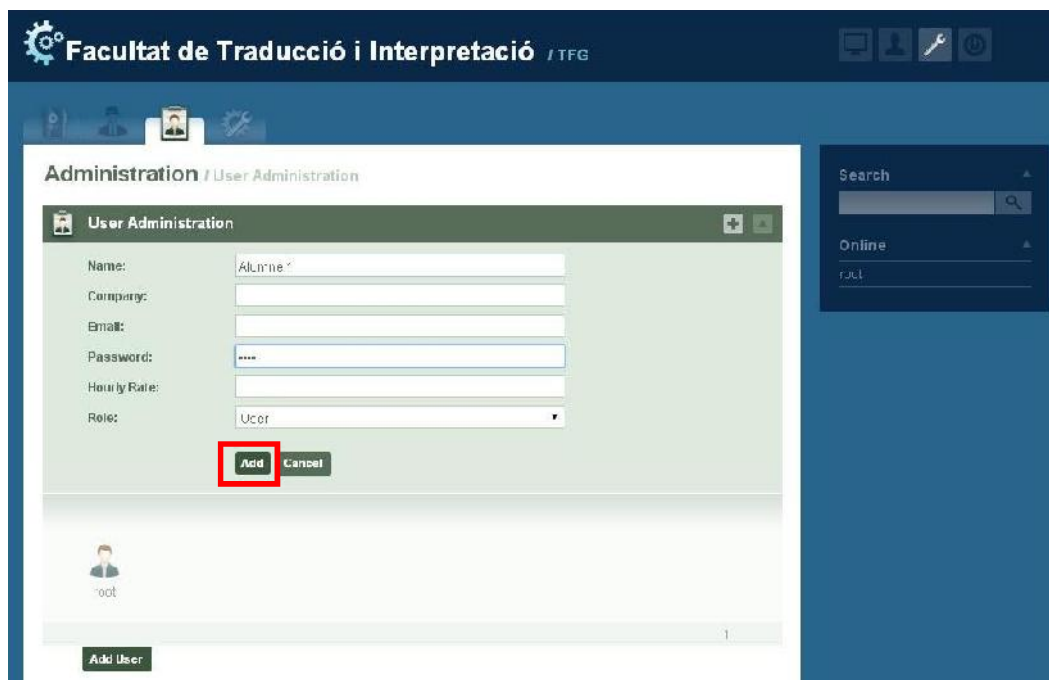 Facultat de Traducció i Interpretació / TFG
Administration / User Administration
User Administration
Name: Alumne 1
Company:
Email:
Password: ••••
Hourly Rate:
Role: User
Add Cancel
root
1
Add User
Search
Online
root